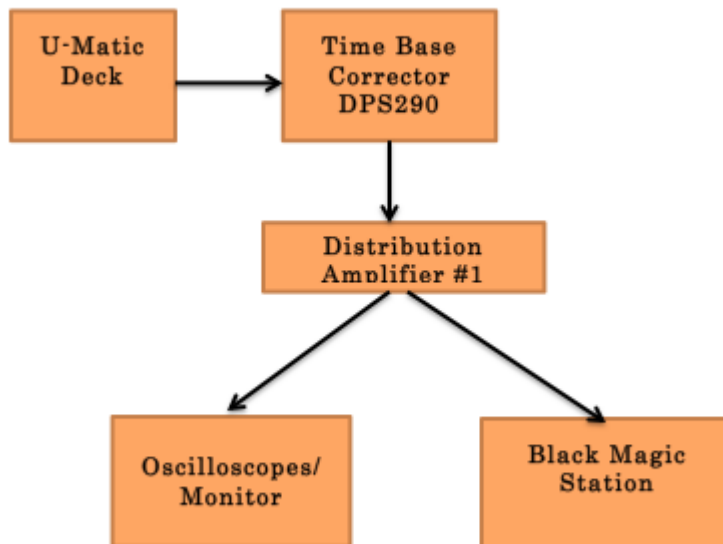 U-Matic
Deck
Time Base
Corrector
DPS290
Distribution
Amplifier #1
Oscilloscopes/
Monitor
Black Magic
Station